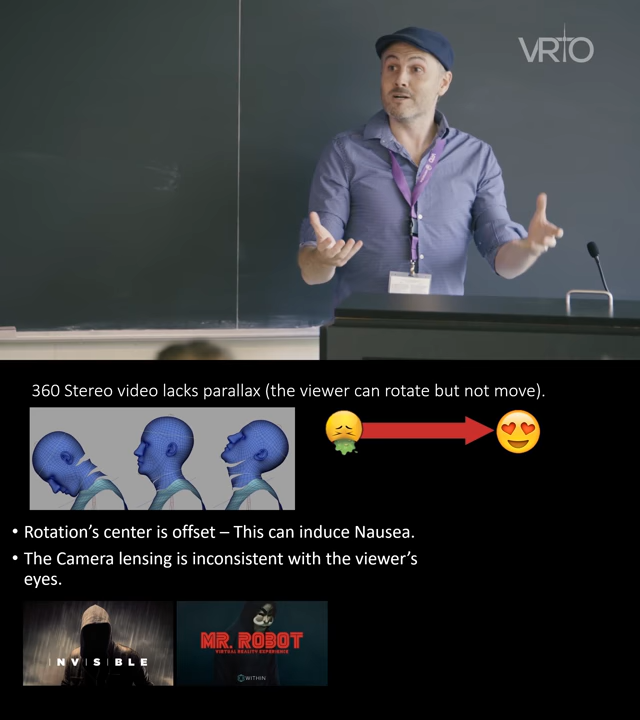 VRTO
360 Stereo video lacks parallax (the viewer can rotate but not move).
• Rotation's center is offset – This can induce Nausea.
• The Camera lensing is inconsistent with the viewer's
eyes.
INVISIBLE
MR. ROBOT
VIRTUAL REALITY EXPERIENCE
WITHIN